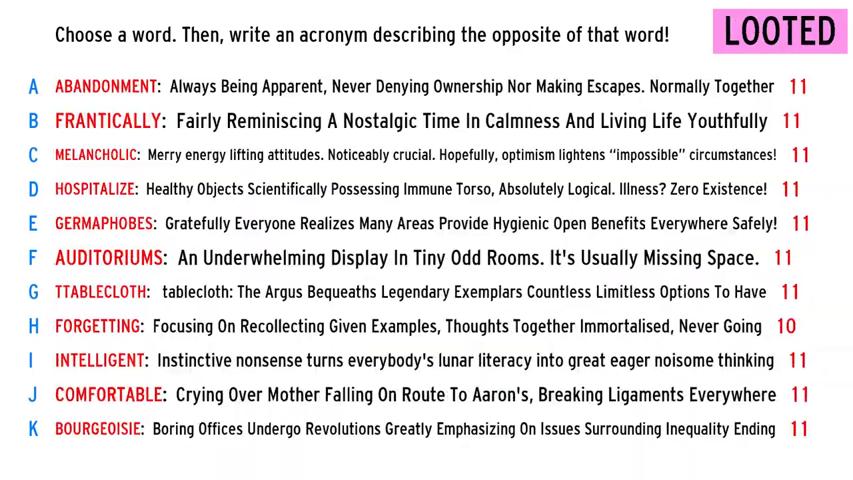 Choose a word. Then, write an acronym describing the opposite of that word!
LOOTED
A ABANDONMENT: Always Being Apparent, Never Denying Ownership Nor Making Escapes. Normally Together 11
B FRANTICALLY: Fairly Reminiscing A Nostalgic Time In Calmness And Living Life Youthfully 11
C MELANCHOLIC: Merry energy lifting attitudes. Noticeably crucial. Hopefully, optimism lightens “impossible” circumstances! 11
D HOSPITALIZE: Healthy Objects Scientifically Possessing Immune Torso, Absolutely Logical. Illness? Zero Existence! 11
E GERMAPHOBES: Gratefully Everyone Realizes Many Areas Provide Hygienic Open Benefits Everywhere Safely! 11
F AUDITORIUMS: An Underwhelming Display In Tiny Odd Rooms. It's Usually Missing Space. 11
G TTABLECLOTH: tablecloth: The Argus Bequeaths Legendary Exemplars Countless Limitless Options To Have 11
H FORGETTING: Focusing On Recollecting Given Examples, Thoughts Together Immortalised, Never Going 10
I INTELLIGENT: Instinctive nonsense turns everybody's lunar literacy into great eager noisome thinking 11
J COMFORTABLE: Crying Over Mother Falling On Route To Aaron's, Breaking Ligaments Everywhere 11
K BOURGEOISIE: Boring Offices Undergo Revolutions Greatly Emphasizing On Issues Surrounding Inequality Ending 11